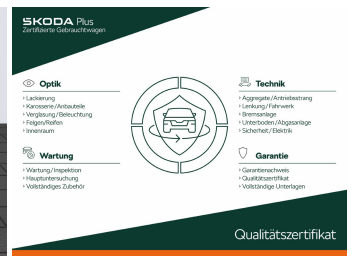 ŠKODA Plus
Zertifizierte Gebrauchtwagen
Optik
Lackierung
Karosserie/Anbauteile
Verglasung/Beleuchtung
Felgen/Reifen
Innenraum
Technik
Aggregate/Antriebsstrang
Lenkung/Fahrwerk
Bremsanlage
Unterboden/Abgasanlage
Sicherheit/Elektrik
Wartung
Wartung/Inspektion
Hauptuntersuchung
Vollständiges Zubehör
Garantie
Garantienachweis
Qualitätszertifikat
Vollständige Unterlagen
Qualitätszertifikat